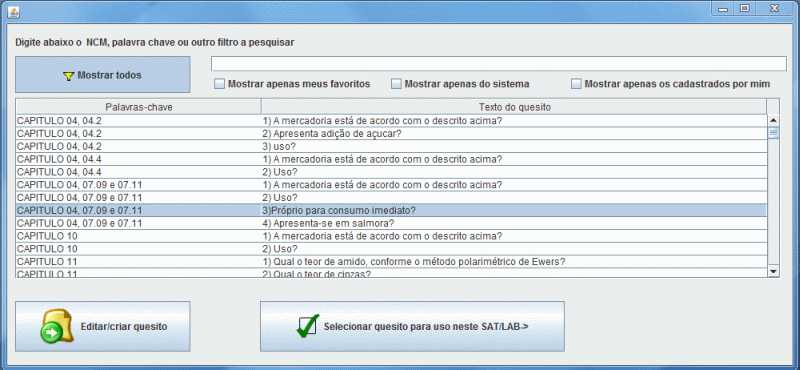 Digite abaixo o NCM, palavra chave ou outro filtro a pesquisar
Mostrar todos
Mostrar apenas meus favoritos Mostrar apenas do sistema Mostrar apenas os cadastrados por mim
Palavras-chave Texto do quesito
CAPITULO 04, 04.2 1) A mercadoria está de acordo com o descrito acima?
CAPITULO 04, 04.2 2) Apresenta adição de açucar?
CAPITULO 04, 04.2 3) uso?
CAPITULO 04, 04.4 1) A mercadoria está de acordo com o descrito acima?
CAPITULO 04, 04.4 2) Uso?
CAPITULO 04, 07.09 e 07.11 1) A mercadoria está de acordo com o descrito acima?
CAPITULO 04, 07.09 e 07.11 2) Uso?
CAPITULO 04, 07.09 e 07.11 3)Próprio para consumo imediato?
CAPITULO 04, 07.09 e 07.11 4) Apresenta-se em salmora?
CAPITULO 10 1) A mercadoria está de acordo com o descrito acima?
CAPITULO 10 2) Uso?
CAPITULO 11 1) Qual o teor de amido, conforme o método polarimétrico de Ewers?
CAPITULO 11 2) Qual o teor de cinzas?
Editar/criar quesito Selecionar quesito para uso neste SAT/LAB->